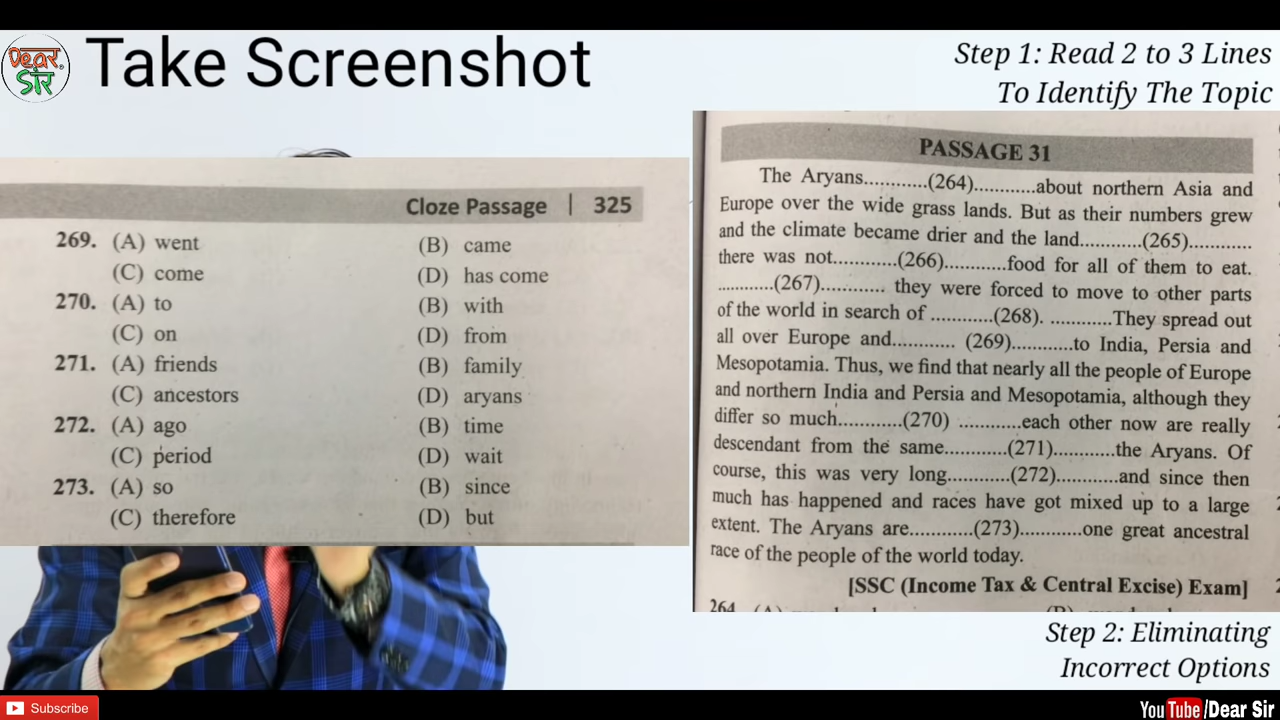 Dear
सर
Take Screenshot
Step 1: Read 2 to 3 Lines
To Identify The Topic
Cloze Passage | 325
269. (A) went (B) came
(C) come (D) has come
270. (A) to (B) with
(C) on (D) from
271. (A) friends (B) family
(C) ancestors (D) aryans
272. (A) ago (B) time
(C) period (D) wait
273. (A) so (B) since
(C) therefore (D) but
PASSAGE 31
The Aryans...........(264)...........about northern Asia and
Europe over the wide grass lands. But as their numbers grew
and the climate became drier and the land...........(265)...........
there was not...........(266)...........food for all of them to eat.
...........(267)........... they were forced to move to other parts
of the world in search of ...........(268). ...........They spread out
all over Europe and........... (269)...........to India, Persia and
Mesopotamia. Thus, we find that nearly all the people of Europe
and northern India and Persia and Mesopotamia, although they
differ so much...........(270) ...........each other now are really
descendant from the same...........(271)...........the Aryans. Of
course, this was very long...........(272)...........and since then
much has happened and races have got mixed up to a large
extent. The Aryans are...........(273)...........one great ancestral
race of the people of the world today.
[SSC (Income Tax & Central Excise) Exam]
264 (A) (B)
Step 2: Eliminating
Incorrect Options
Subscribe
YouTube /Dear Sir